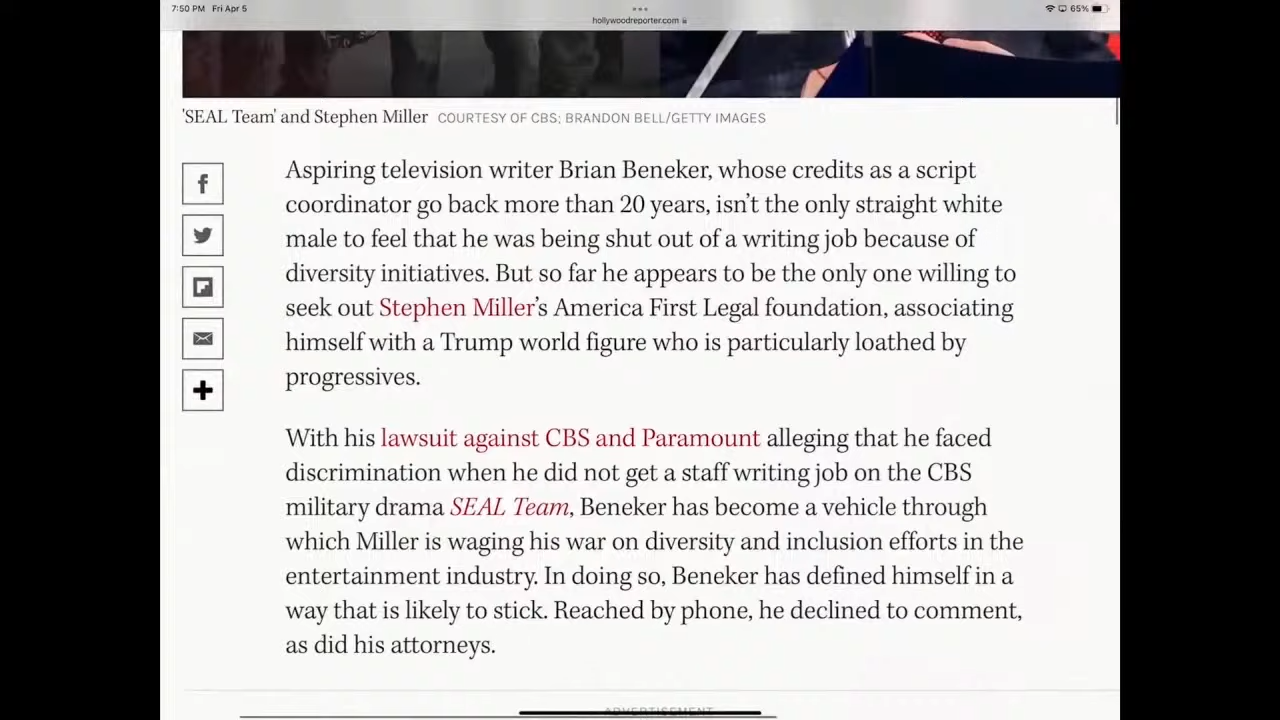 7:50 PM Fri Apr 5
hollywoodreporter.com
65%
'SEAL Team' and Stephen Miller COURTESY OF CBS; BRANDON BELL/GETTY IMAGES
Aspiring television writer Brian Beneker, whose credits as a script
coordinator go back more than 20 years, isn’t the only straight white
male to feel that he was being shut out of a writing job because of
diversity initiatives. But so far he appears to be the only one willing to
seek out Stephen Miller’s America First Legal foundation, associating
himself with a Trump world figure who is particularly loathed by
progressives.
With his lawsuit against CBS and Paramount alleging that he faced
discrimination when he did not get a staff writing job on the CBS
military drama SEAL Team, Beneker has become a vehicle through
which Miller is waging his war on diversity and inclusion efforts in the
entertainment industry. In doing so, Beneker has defined himself in a
way that is likely to stick. Reached by phone, he declined to comment,
as did his attorneys.
ADVERTISEMENT